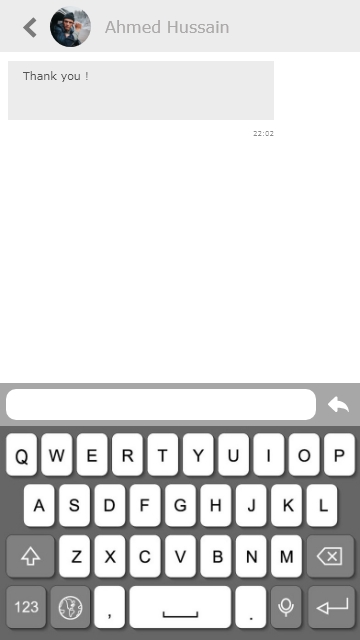 Ahmed Hussain
Thank you !
22:02
Q W E R T Y U I O P
A S D F G H J K L
Z X C V B N M
123 , .